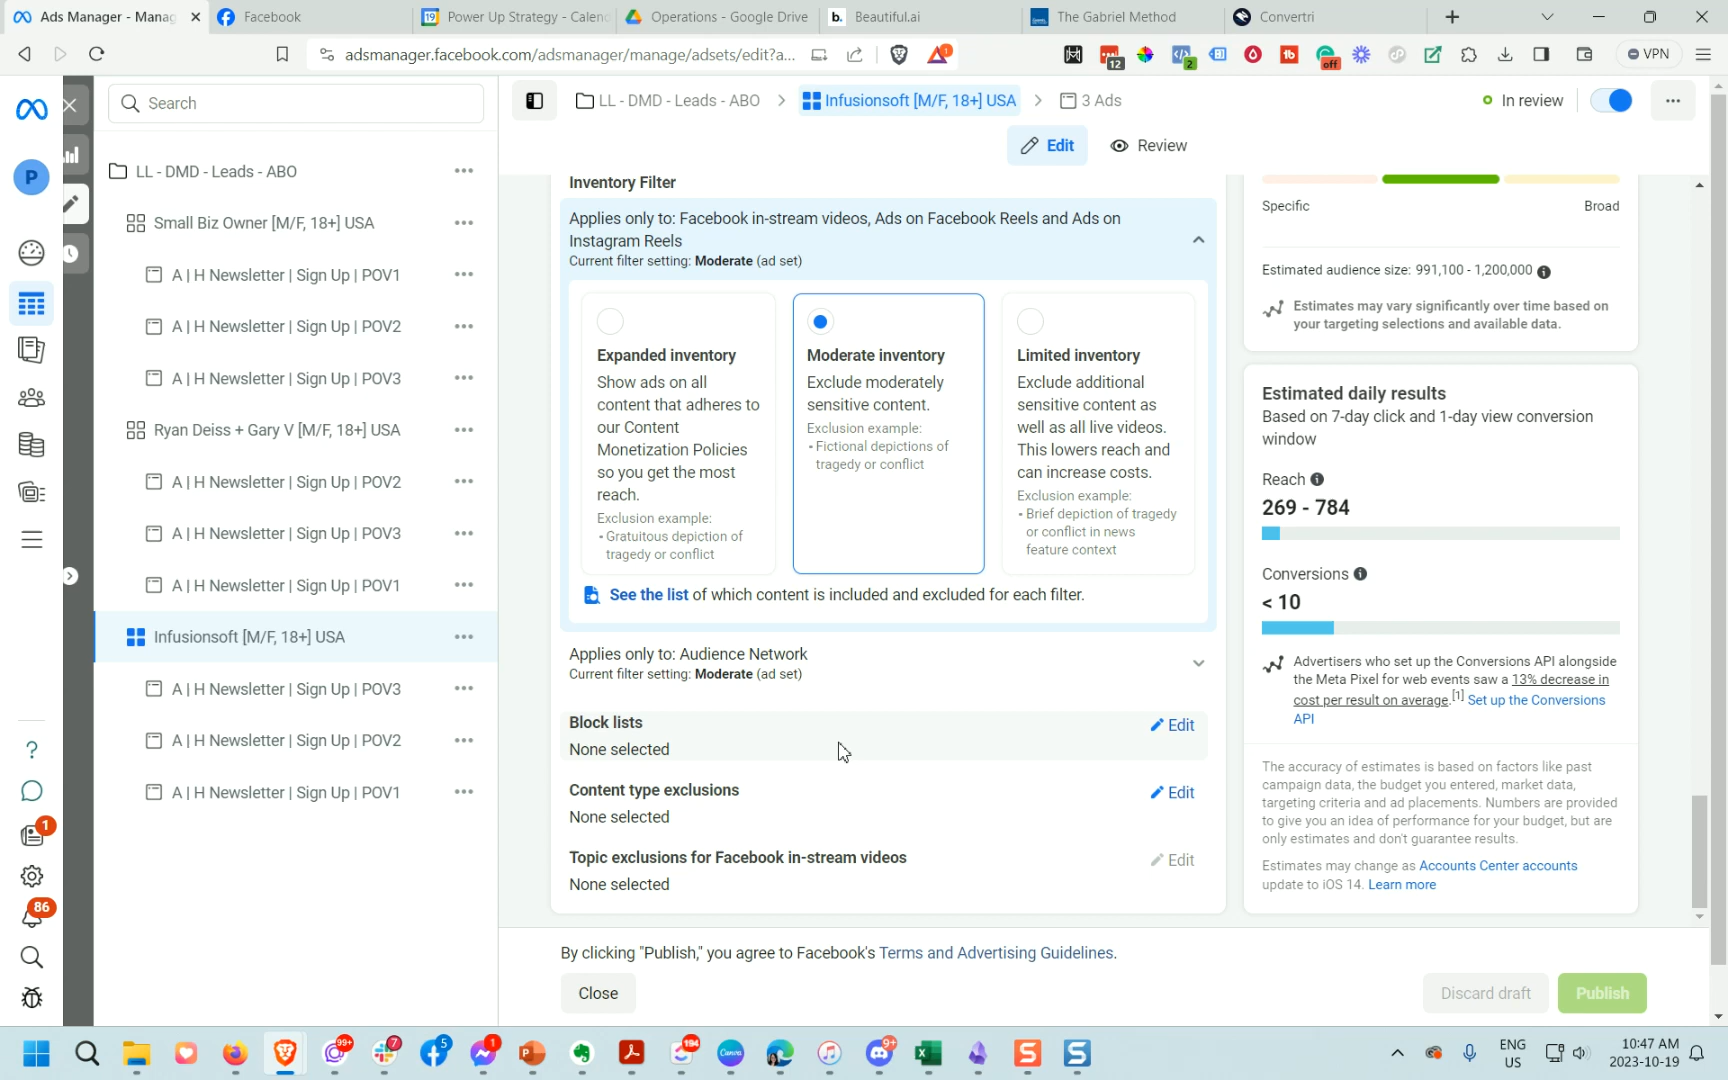 Ads Manager - Manag
Facebook
Power Up Strategy - Calend
Operations - Google Drive
Beautiful.ai
The Gabriel Method
Convertri
adsmanager.facebook.com/adsmanager/manage/adsets/edit?a...
12
2
off
1
VPN
Search
LL - DMD - Leads - ABO
Infusionsoft [M/F, 18+] USA
3 Ads
In review
Edit
Review
P
LL - DMD - Leads - ABO
Small Biz Owner [M/F, 18+] USA
A | H Newsletter | Sign Up | POV1
A | H Newsletter | Sign Up | POV2
A | H Newsletter | Sign Up | POV3
Ryan Deiss + Gary V [M/F, 18+] USA
A | H Newsletter | Sign Up | POV2
A | H Newsletter | Sign Up | POV3
A | H Newsletter | Sign Up | POV1
Infusionsoft [M/F, 18+] USA
A | H Newsletter | Sign Up | POV3
A | H Newsletter | Sign Up | POV2
A | H Newsletter | Sign Up | POV1
1
86
Inventory Filter
Applies only to: Facebook in-stream videos, Ads on Facebook Reels and Ads on
Instagram Reels
Current filter setting: Moderate (ad set)
Expanded inventory
Show ads on all
content that adheres to
our Content
Monetization Policies
so you get the most
reach.
Exclusion example:
• Gratuitous depiction of
tragedy or conflict
Moderate inventory
Exclude moderately
sensitive content.
Exclusion example:
• Fictional depictions of
tragedy or conflict
Limited inventory
Exclude additional
sensitive content as
well as all live videos.
This lowers reach and
can increase costs.
Exclusion example:
• Brief depiction of tragedy
or conflict in news
feature context
See the list of which content is included and excluded for each filter.
Applies only to: Audience Network
Current filter setting: Moderate (ad set)
Block lists
Edit
None selected
Content type exclusions
Edit
None selected
Topic exclusions for Facebook in-stream videos
Edit
None selected
Specific
Broad
Estimated audience size: 991,100 - 1,200,000
Estimates may vary significantly over time based on
your targeting selections and available data.
Estimated daily results
Based on 7-day click and 1-day view conversion
window
Reach
269 - 784
Conversions
< 10
Advertisers who set up the Conversions API alongside
the Meta Pixel for web events saw a 13% decrease in
cost per result on average.[1] Set up the Conversions
API
The accuracy of estimates is based on factors like past
campaign data, the budget you entered, market data,
targeting criteria and ad placements. Numbers are provided
to give you an idea of performance for your budget, but are
only estimates and don't guarantee results.
Estimates may change as Accounts Center accounts
update to iOS 14. Learn more
By clicking "Publish," you agree to Facebook's Terms and Advertising Guidelines.
Close
Discard draft
Publish
99+
7
5
1
194
Canva
9+
ENG
US
10:47 AM
2023-10-19